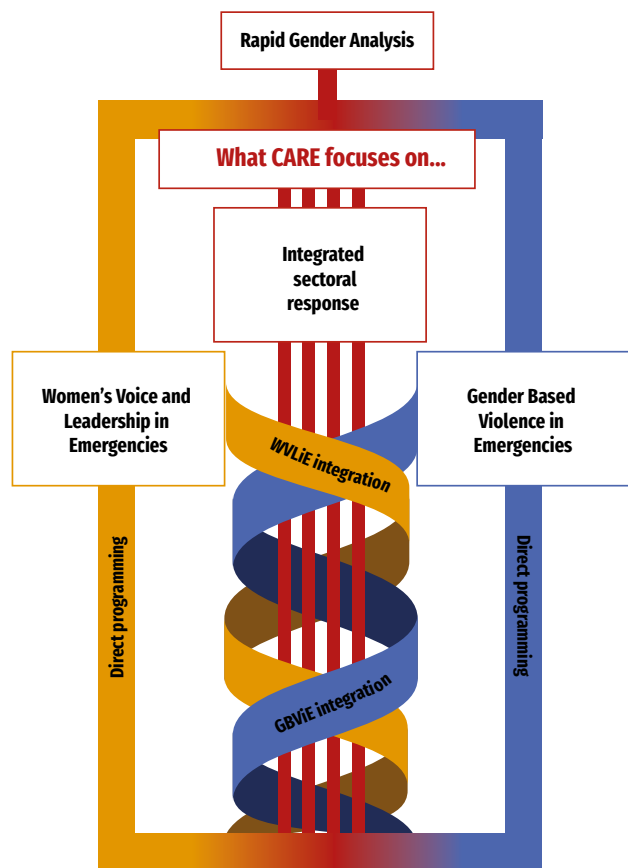 Rapid Gender Analysis
What CARE focuses on...
Integrated
sectoral
response
Women’s Voice and
Leadership in
Emergencies
Gender Based
Violence in
Emergencies
WVLiE integration
Direct programming
Direct programming
GBViE integration